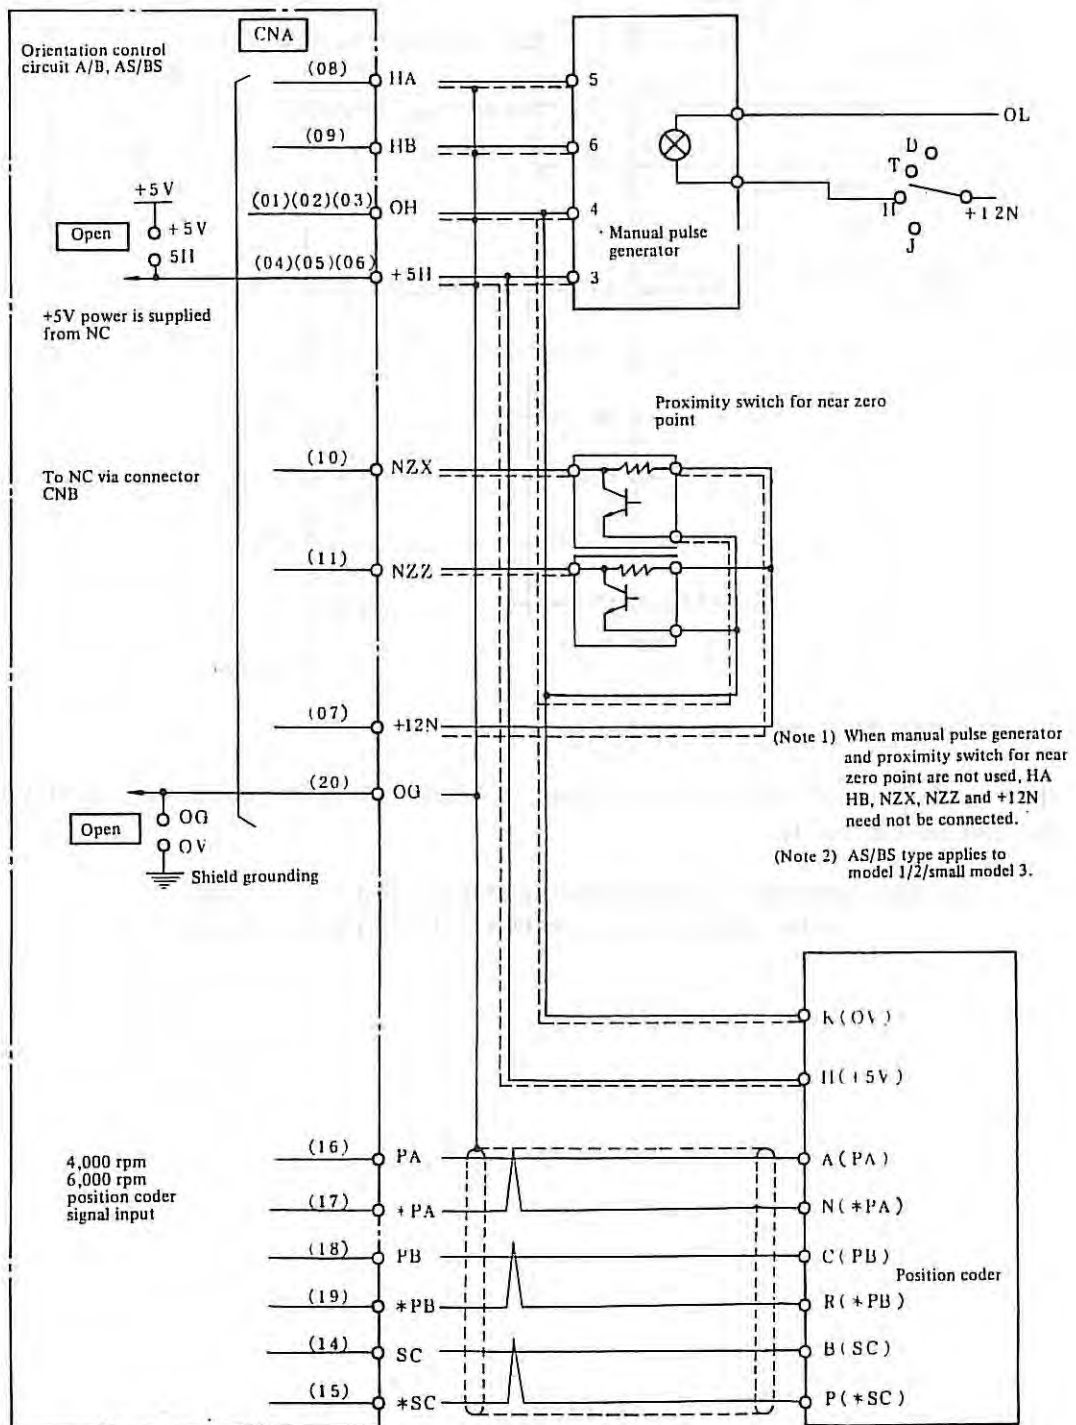 CNA
Orientation control
circuit A/B, AS/BS
(08) HA 5
(09) HB 6
(01)(02)(03) OH 4
(04)(05)(06) +5H 3
Manual pulse
generator
OL
D
T
H
J
+12N
+5V
+5V
5H
Open
+5V power is supplied
from NC
Proximity switch for near zero
point
(10) NZX
To NC via connector
CNB
(11) NZZ
(07) +12N
(20) OG
OG
OV
Open
Shield grounding
(Note 1) When manual pulse generator
and proximity switch for near
zero point are not used, HA
HB, NZX, NZZ and +12N
need not be connected.
(Note 2) AS/BS type applies to
model 1/2/small model 3.
K(OV)
H(+5V)
4,000 rpm
6,000 rpm
position coder
signal input
(16) PA A(PA)
(17) *PA N(*PA)
(18) PB C(PB)
Position coder
(19) *PB R(*PB)
(14) SC B(SC)
(15) *SC P(*SC)